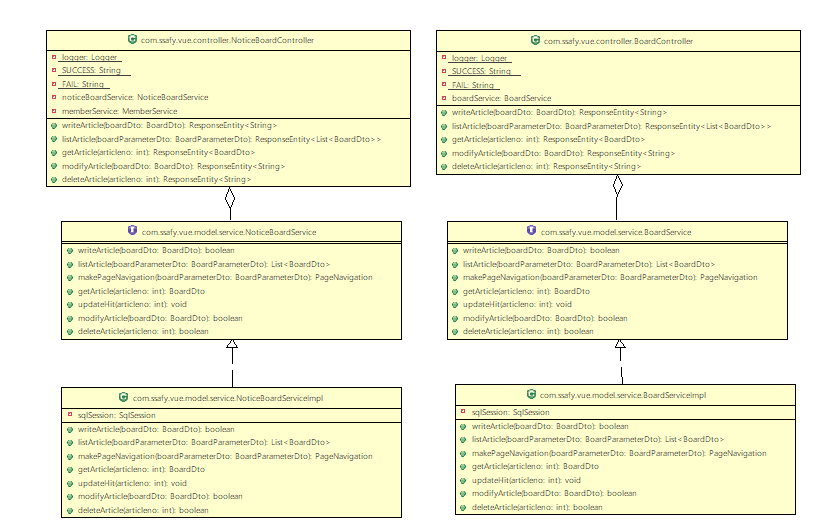 com.ssafy.vue.controller.NoticeBoardController
logger: Logger
SUCCESS: String
FAIL: String
noticeBoardService: NoticeBoardService
memberService: MemberService
writeArticle(boardDto: BoardDto): ResponseEntity<String>
listArticle(boardParameterDto: BoardParameterDto): ResponseEntity<List<BoardDto>>
getArticle(articleno: int): ResponseEntity<BoardDto>
modifyArticle(boardDto: BoardDto): ResponseEntity<String>
deleteArticle(articleno: int): ResponseEntity<String>
com.ssafy.vue.model.service.NoticeBoardService
writeArticle(boardDto: BoardDto): boolean
listArticle(boardParameterDto: BoardParameterDto): List<BoardDto>
makePageNavigation(boardParameterDto: BoardParameterDto): PageNavigation
getArticle(articleno: int): BoardDto
updateHit(articleno: int): void
modifyArticle(boardDto: BoardDto): boolean
deleteArticle(articleno: int): boolean
com.ssafy.vue.model.service.NoticeBoardServiceImpl
sqlSession: SqlSession
writeArticle(boardDto: BoardDto): boolean
listArticle(boardParameterDto: BoardParameterDto): List<BoardDto>
makePageNavigation(boardParameterDto: BoardParameterDto): PageNavigation
getArticle(articleno: int): BoardDto
updateHit(articleno: int): void
modifyArticle(boardDto: BoardDto): boolean
deleteArticle(articleno: int): boolean
com.ssafy.vue.controller.BoardController
logger: Logger
SUCCESS: String
FAIL: String
boardService: BoardService
writeArticle(boardDto: BoardDto): ResponseEntity<String>
listArticle(boardParameterDto: BoardParameterDto): ResponseEntity<List<BoardDto>>
getArticle(articleno: int): ResponseEntity<BoardDto>
modifyArticle(boardDto: BoardDto): ResponseEntity<String>
deleteArticle(articleno: int): ResponseEntity<String>
com.ssafy.vue.model.service.BoardService
writeArticle(boardDto: BoardDto): boolean
listArticle(boardParameterDto: BoardParameterDto): List<BoardDto>
makePageNavigation(boardParameterDto: BoardParameterDto): PageNavigation
getArticle(articleno: int): BoardDto
updateHit(articleno: int): void
modifyArticle(boardDto: BoardDto): boolean
deleteArticle(articleno: int): boolean
com.ssafy.vue.model.service.BoardServiceImpl
sqlSession: SqlSession
writeArticle(boardDto: BoardDto): boolean
listArticle(boardParameterDto: BoardParameterDto): List<BoardDto>
makePageNavigation(boardParameterDto: BoardParameterDto): PageNavigation
getArticle(articleno: int): BoardDto
updateHit(articleno: int): void
modifyArticle(boardDto: BoardDto): boolean
deleteArticle(articleno: int): boolean